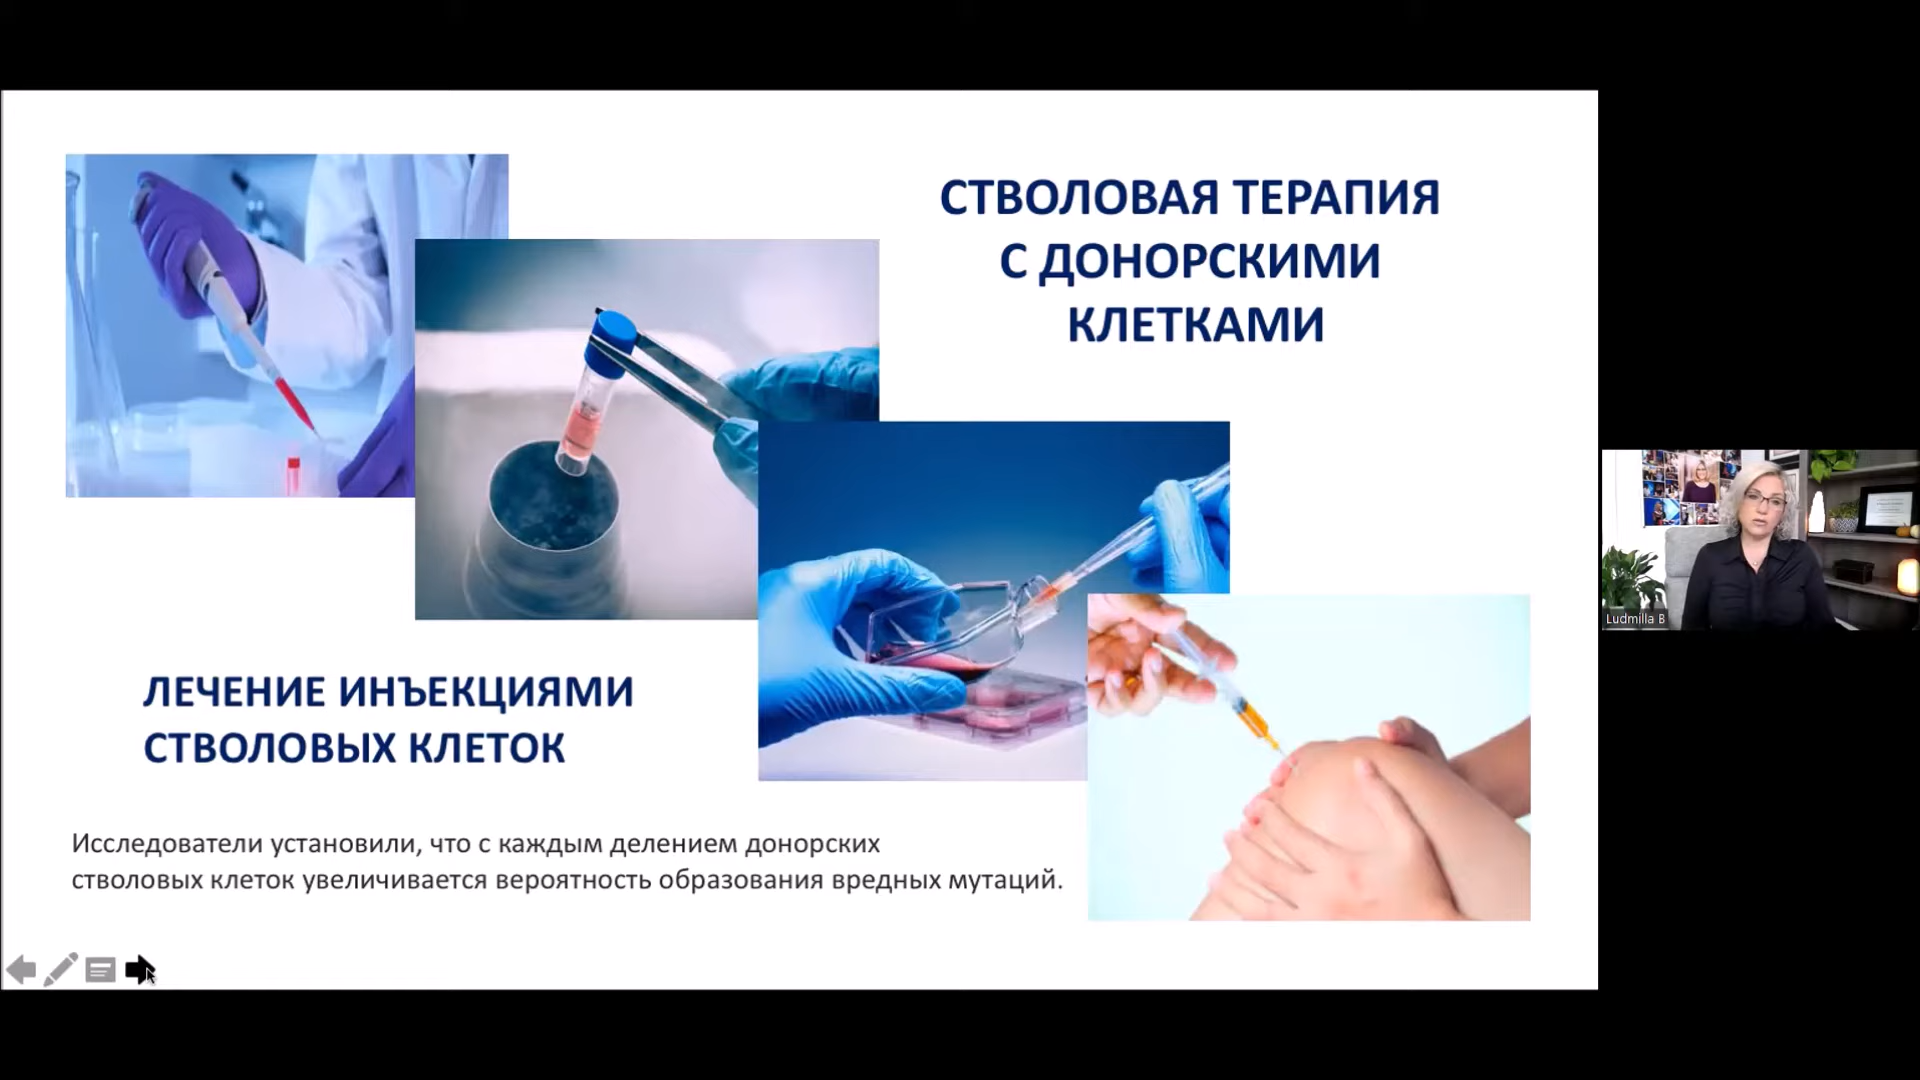 СТВОЛОВАЯ ТЕРАПИЯ
С ДОНОРСКИМИ
КЛЕТКАМИ
ЛЕЧЕНИЕ ИНЪЕКЦИЯМИ
СТВОЛОВЫХ КЛЕТОК
Исследователи установили, что с каждым делением донорских
стволовых клеток увеличивается вероятность образования вредных мутаций.
Ludmilla B